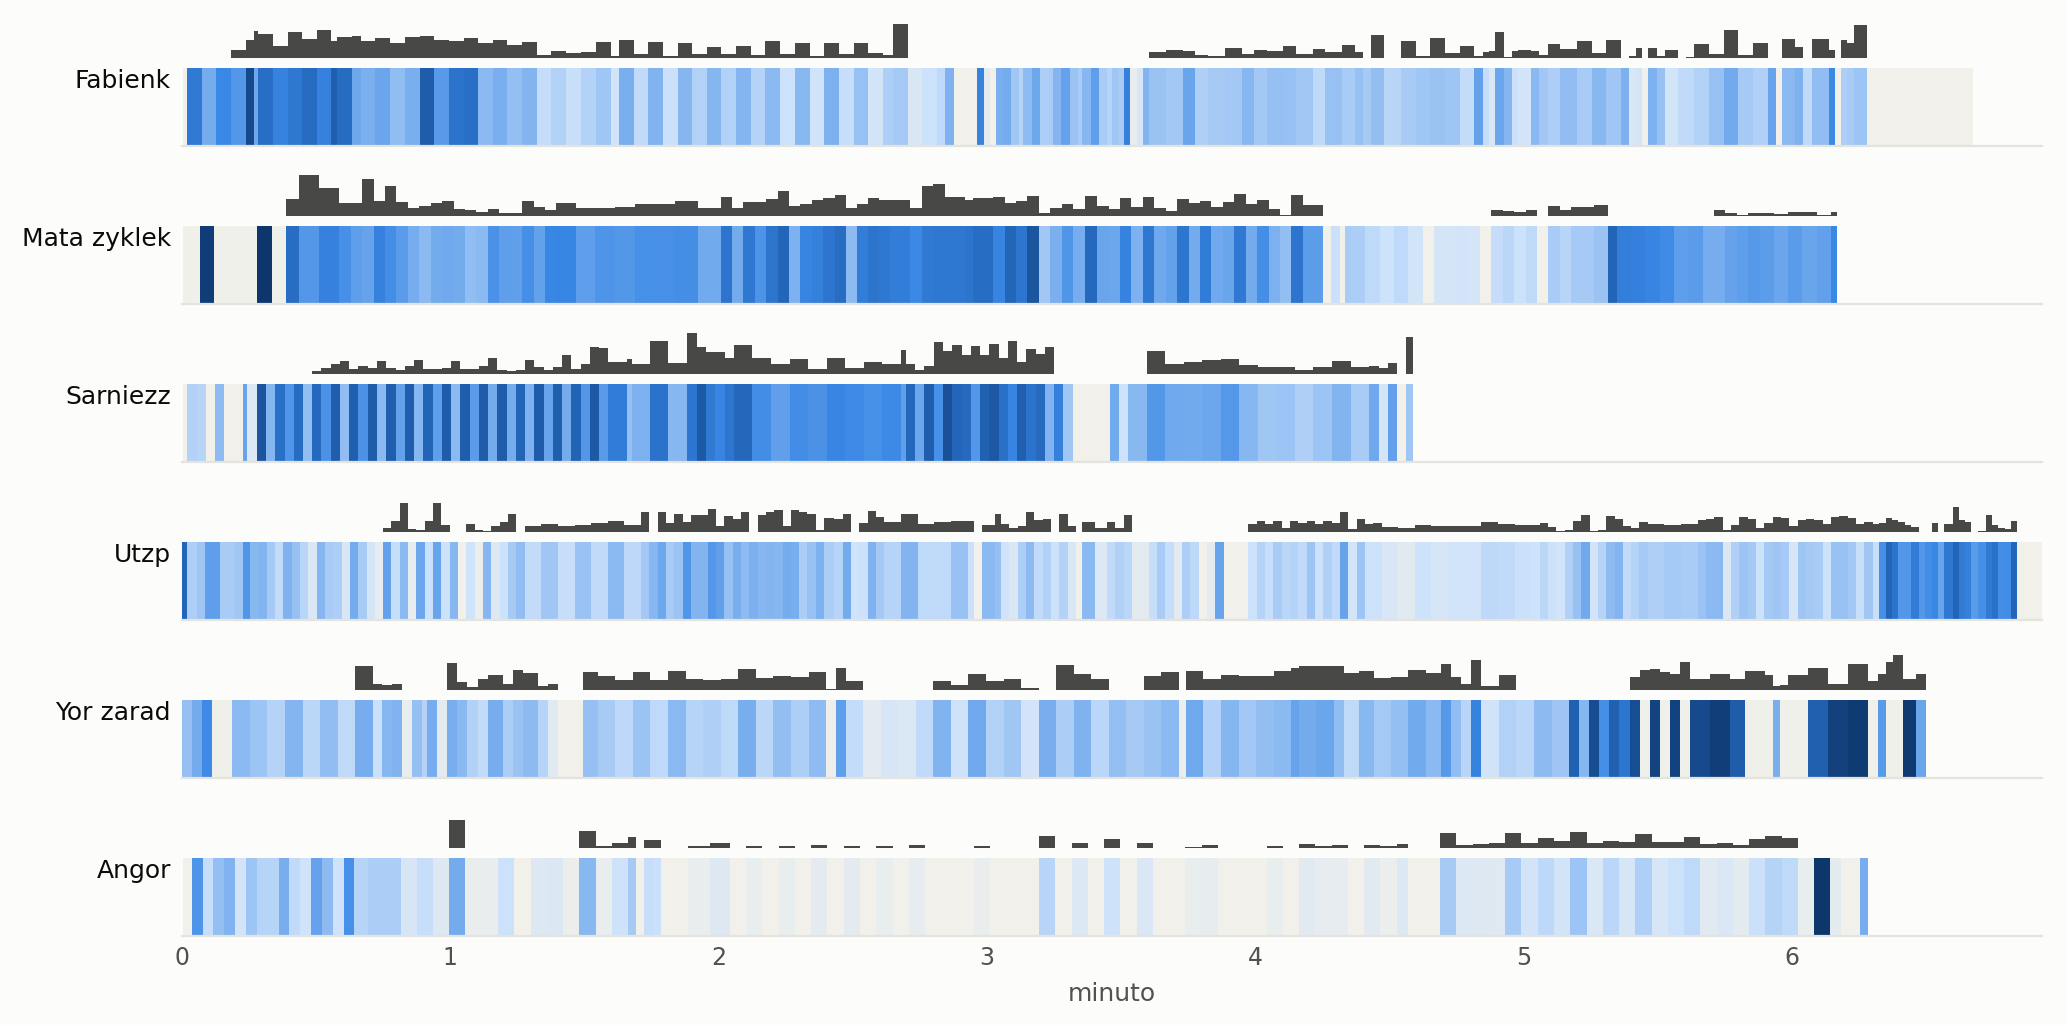 Fabienk
Mata zyklek
Sarniezz
Utzp
Yor zarad
Angor
0 1 2 3 4 5 6
minuto